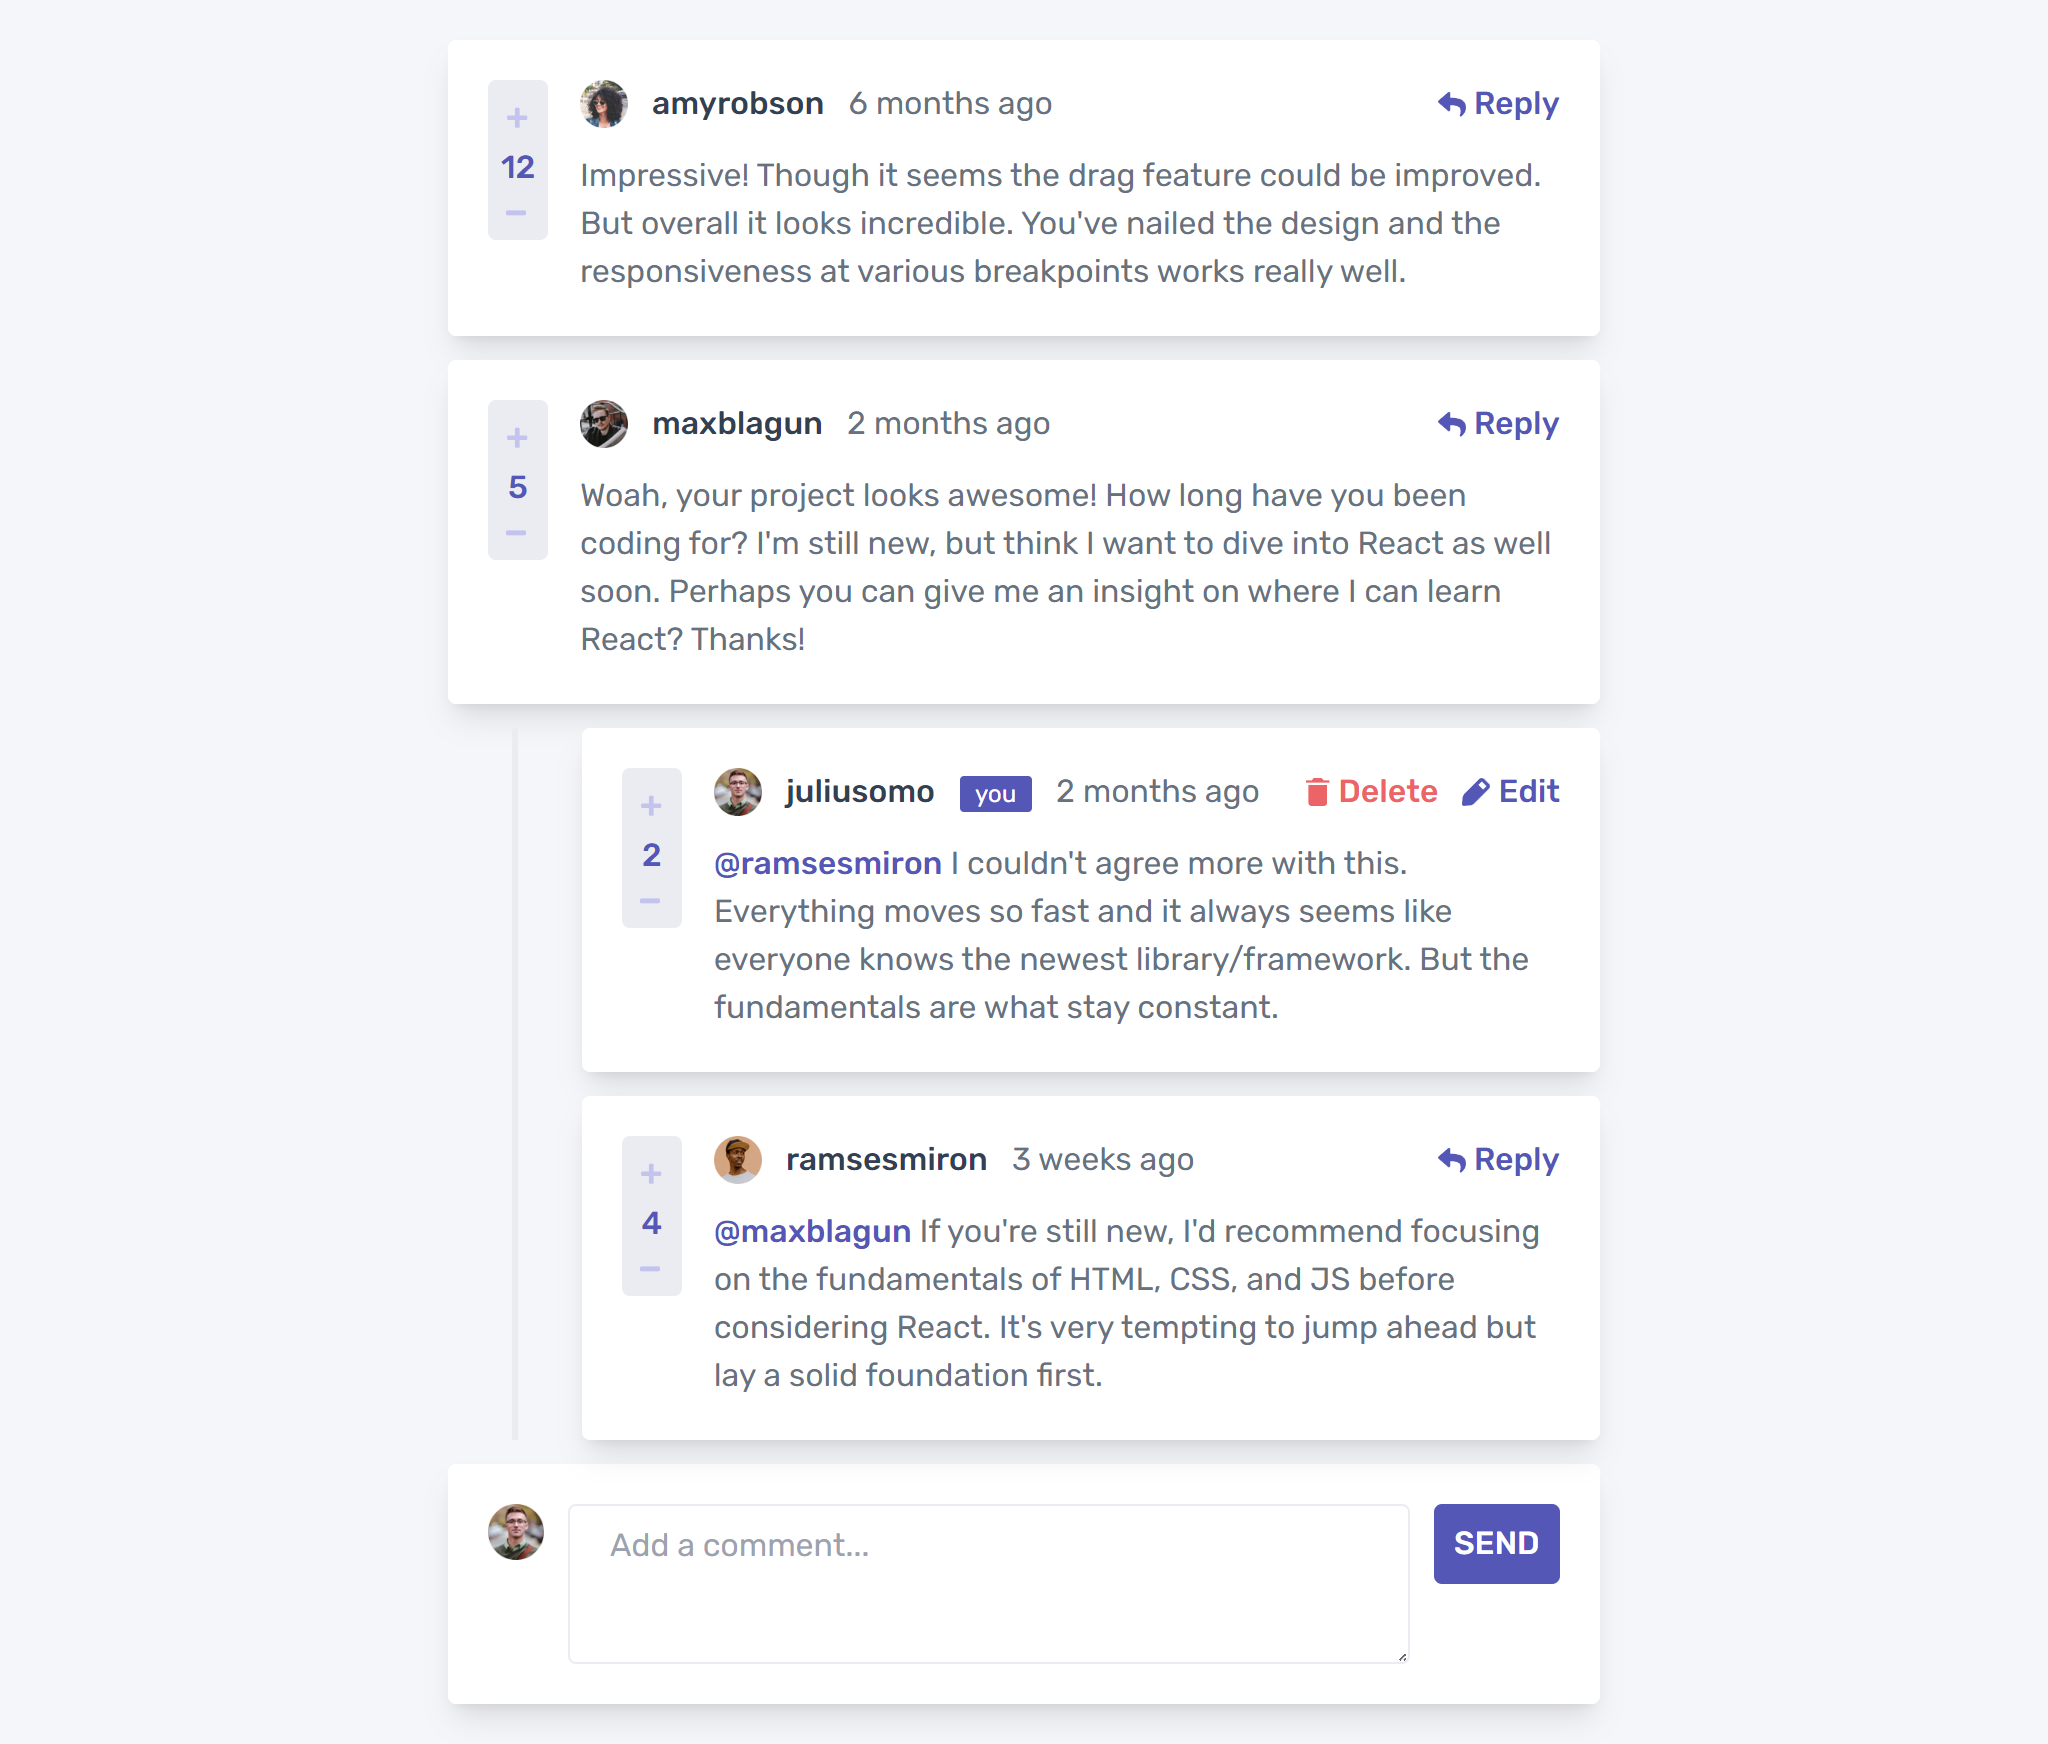 amyrobson 6 months ago Reply
+
12
−
Impressive! Though it seems the drag feature could be improved.
But overall it looks incredible. You've nailed the design and the
responsiveness at various breakpoints works really well.
maxblagun 2 months ago Reply
+
5
−
Woah, your project looks awesome! How long have you been
coding for? I'm still new, but think I want to dive into React as well
soon. Perhaps you can give me an insight on where I can learn
React? Thanks!
juliusomo you 2 months ago Delete Edit
+
2
−
@ramsesmiron I couldn't agree more with this.
Everything moves so fast and it always seems like
everyone knows the newest library/framework. But the
fundamentals are what stay constant.
ramsesmiron 3 weeks ago Reply
+
4
−
@maxblagun If you're still new, I'd recommend focusing
on the fundamentals of HTML, CSS, and JS before
considering React. It's very tempting to jump ahead but
lay a solid foundation first.
Add a comment...
SEND